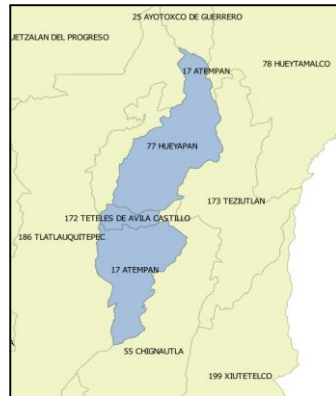 25 AYOTOXCO DE GUERRERO
UETZALAN DEL PROGRESO
78 HUEYTAMALCO
17 ATEMPAN
77 HUEYAPAN
173 TEZIUTLAN
172 TETELES DE AVILA CASTILLO
186 TLATLAUQUITEPEC
17 ATEMPAN
A
55 CHIGNAUTLA
199 XIUTETELCO